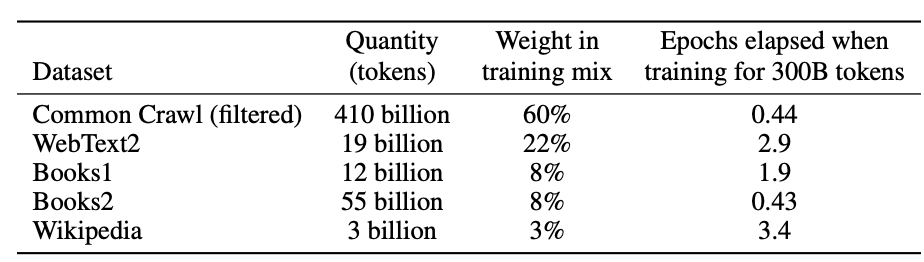 Dataset Quantity (tokens) Weight in training mix Epochs elapsed when training for 300B tokens
Common Crawl (filtered) 410 billion 60% 0.44
WebText2 19 billion 22% 2.9
Books1 12 billion 8% 1.9
Books2 55 billion 8% 0.43
Wikipedia 3 billion 3% 3.4